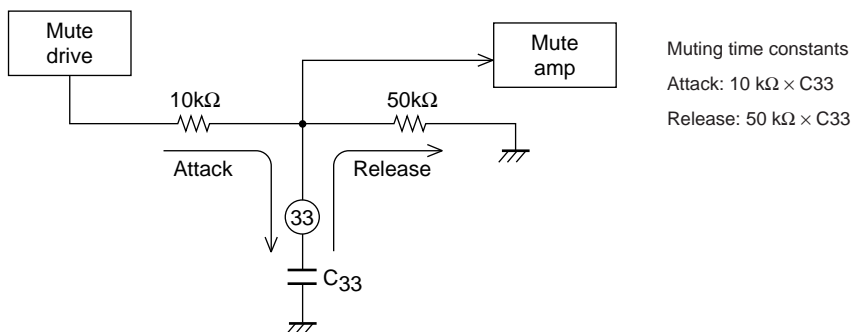 Mute
drive
Mute
amp
10kΩ
50kΩ
Attack
Release
33
C33
Muting time constants
Attack: 10 kΩ × C33
Release: 50 kΩ × C33